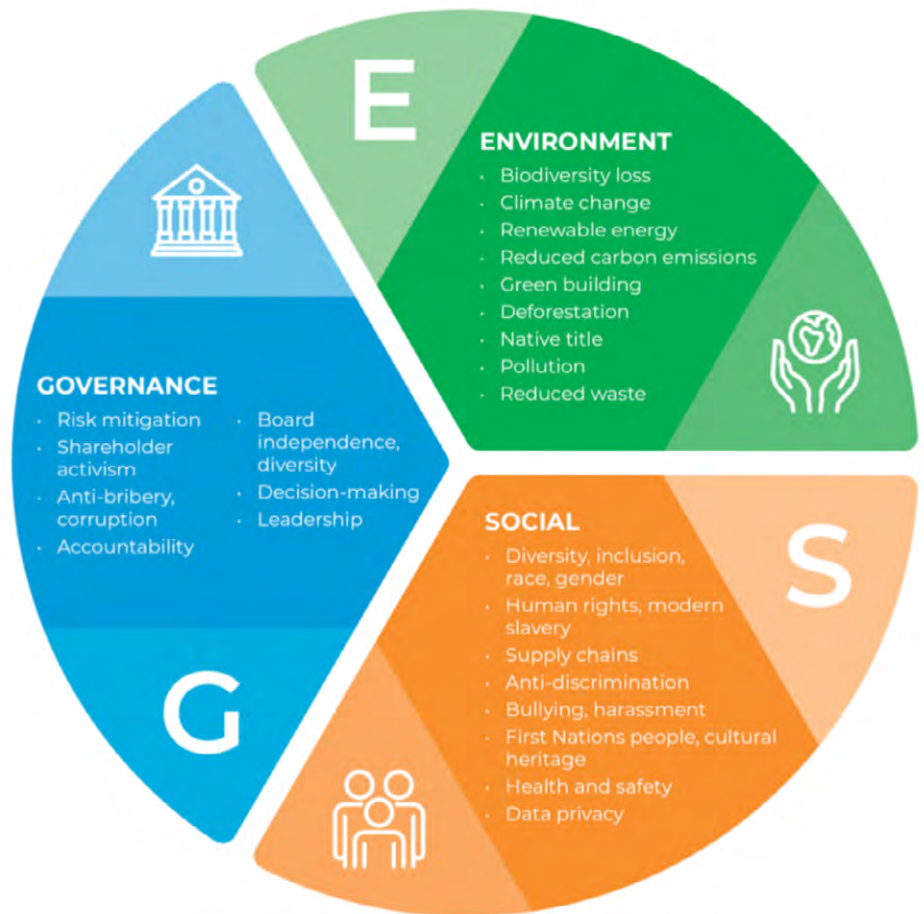 E
ENVIRONMENT
• Biodiversity loss
• Climate change
• Renewable energy
• Reduced carbon emissions
• Green building
• Deforestation
• Native title
• Pollution
• Reduced waste
S
SOCIAL
• Diversity, inclusion,
race, gender
• Human rights, modern
slavery
• Supply chains
• Anti-discrimination
• Bullying, harassment
• First Nations people, cultural
heritage
• Health and safety
• Data privacy
G
GOVERNANCE
• Risk mitigation
• Shareholder
activism
• Anti-bribery,
corruption
• Accountability
• Board
independence,
diversity
• Decision-making
• Leadership